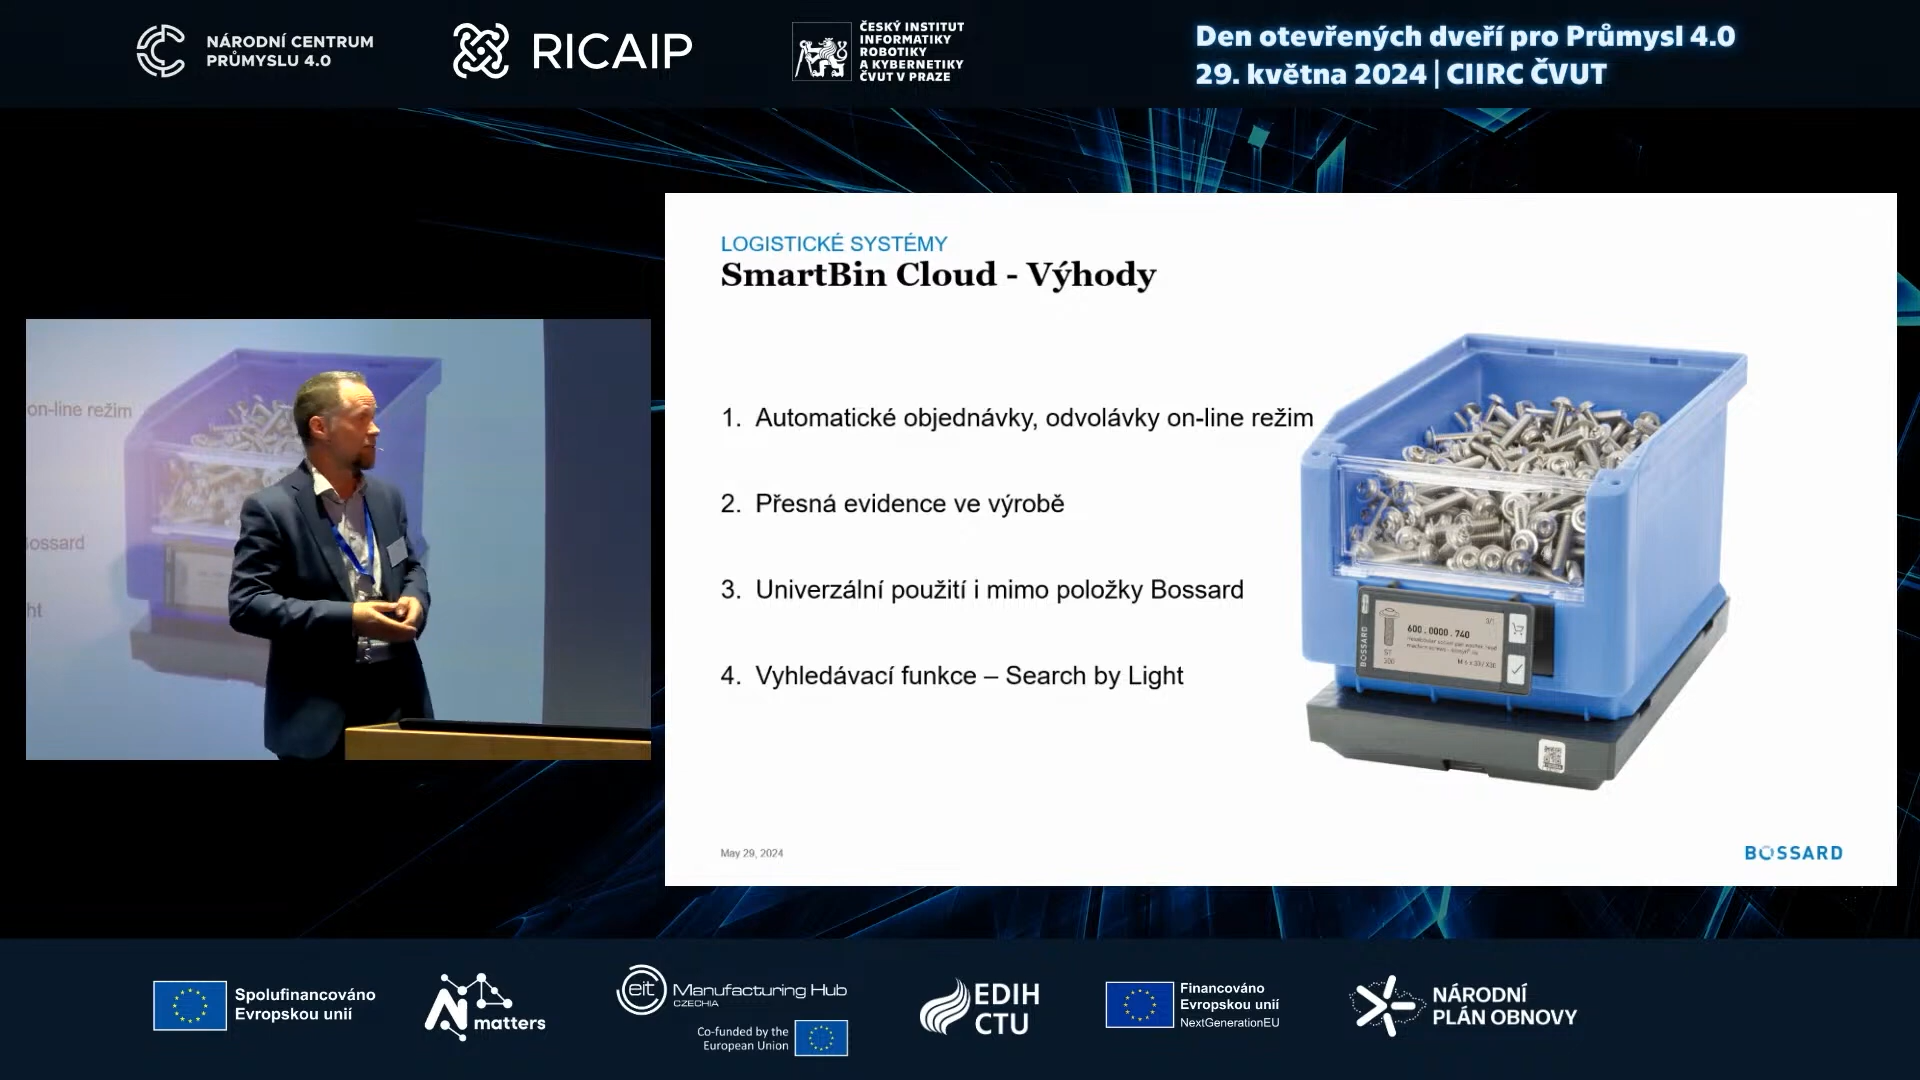 NÁRODNÍ CENTRUM
PRŮMYSLU 4.0
RICAIP
ČESKÝ INSTITUT
INFORMATIKY
ROBOTIKY
A KYBERNETIKY
ČVUT V PRAZE
Den otevřených dveří pro Průmysl 4.0
29. května 2024 | CIIRC ČVUT
on-line režim
LOGISTICKÉ SYSTÉMY
SmartBin Cloud - Výhody
1. Automatické objednávky, odvolávky on-line režim
2. Přesná evidence ve výrobě
3. Univerzální použití i mimo položky Bossard
4. Vyhledávací funkce – Search by Light
BOSSARD
600 . 0000 . 740
ST
200
May 29, 2024
BOSSARD
Spolufinancováno
Evropskou unií
matters
eit Manufacturing Hub
CZECHIA
Co-funded by the
European Union
EDIH
CTU
Financováno
Evropskou unií
NextGenerationEU
NÁRODNÍ
PLÁN OBNOVY